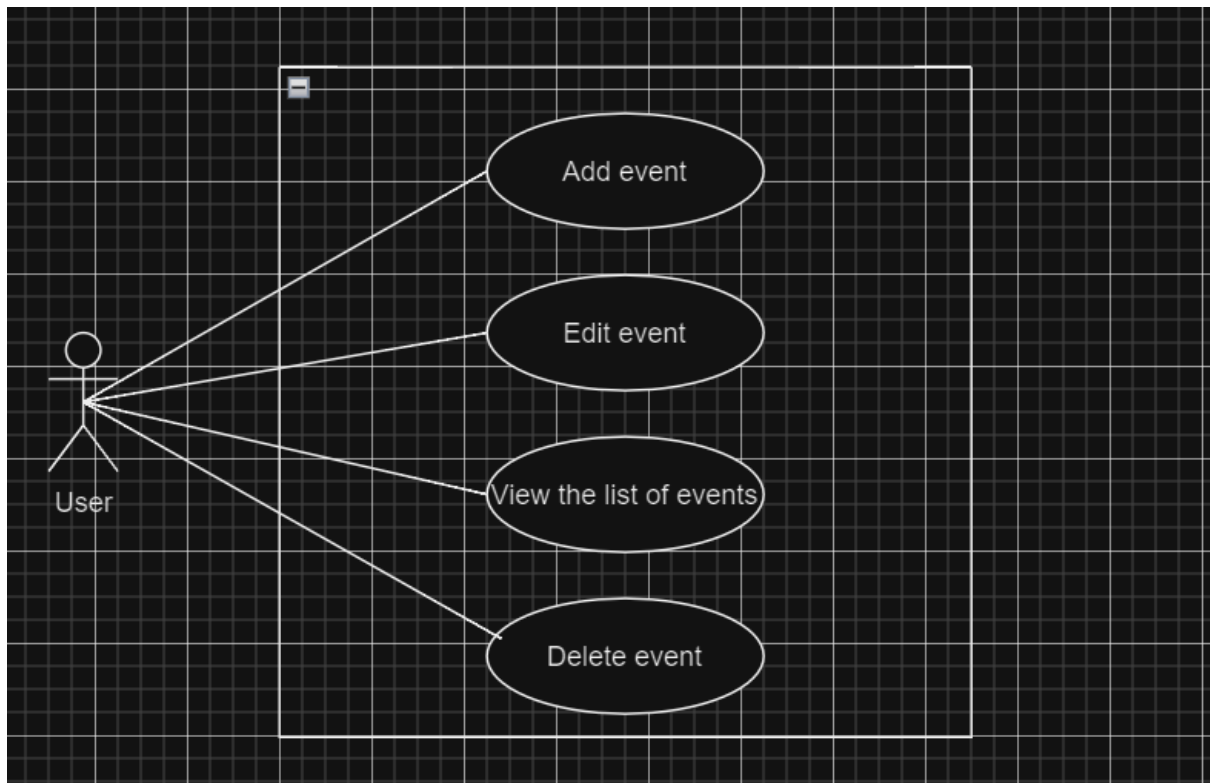 Add event
Edit event
User
View the list of events
Delete event